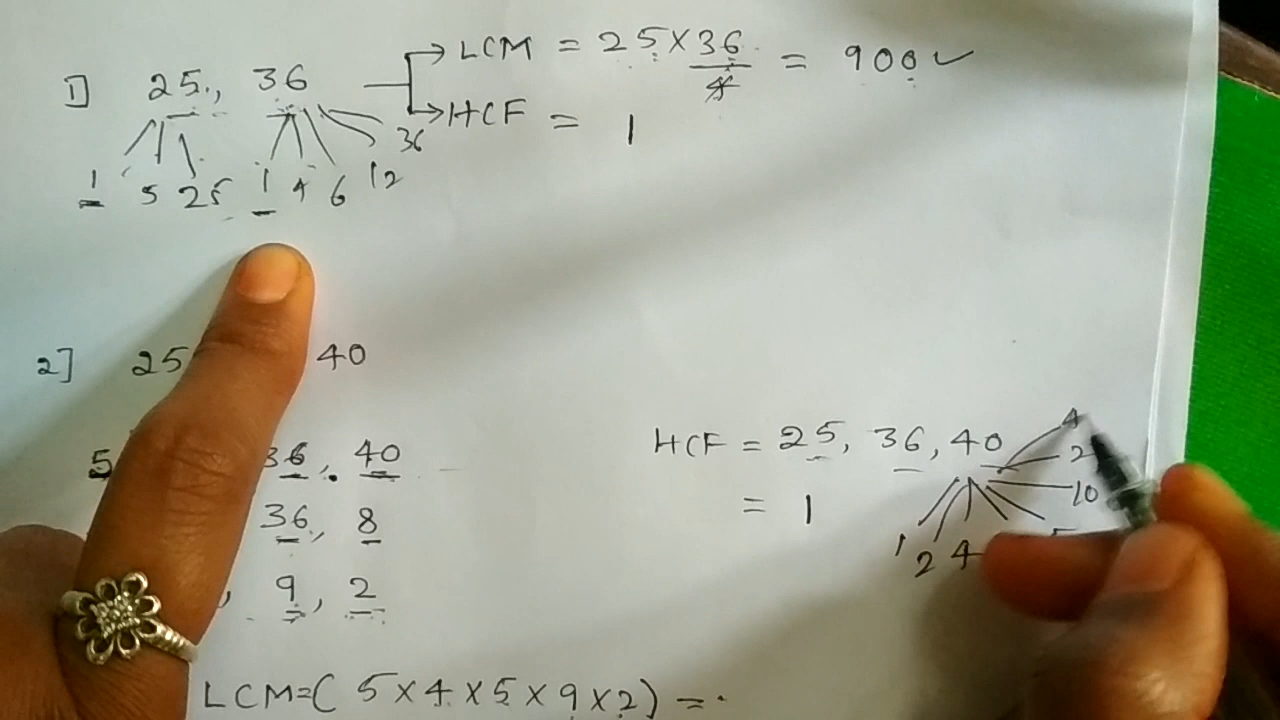 1] 25, 36 → LCM = 25 × 36 / 4 = 900 ✓
→ HCF = 1
1 5 25 1 4 6 12 36
2] 25 40
5 36, 40
36, 8
, 9, 2
LCM=( 5 × 4 × 5 × 9 × 2 ) =
HCF = 25, 36, 40
= 1
4
2
10
1 2 4